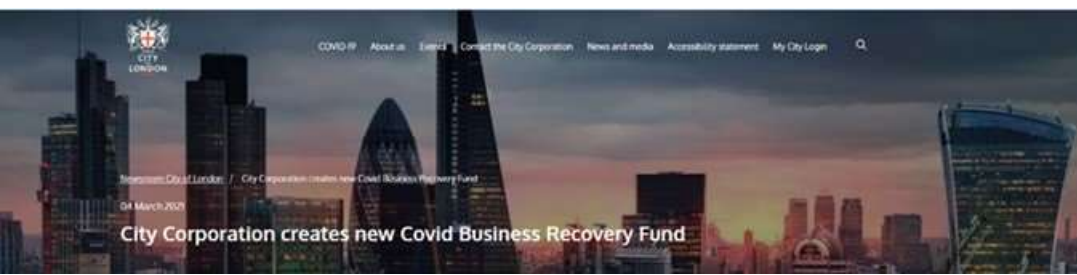 CITY
LONDON
COVID-19 About us Events Contact the City Corporation News and media Accessibility statement My City Login
Newsroom City of London / City Corporation creates new Covid Business Recovery Fund
04 March 2021
City Corporation creates new Covid Business Recovery Fund